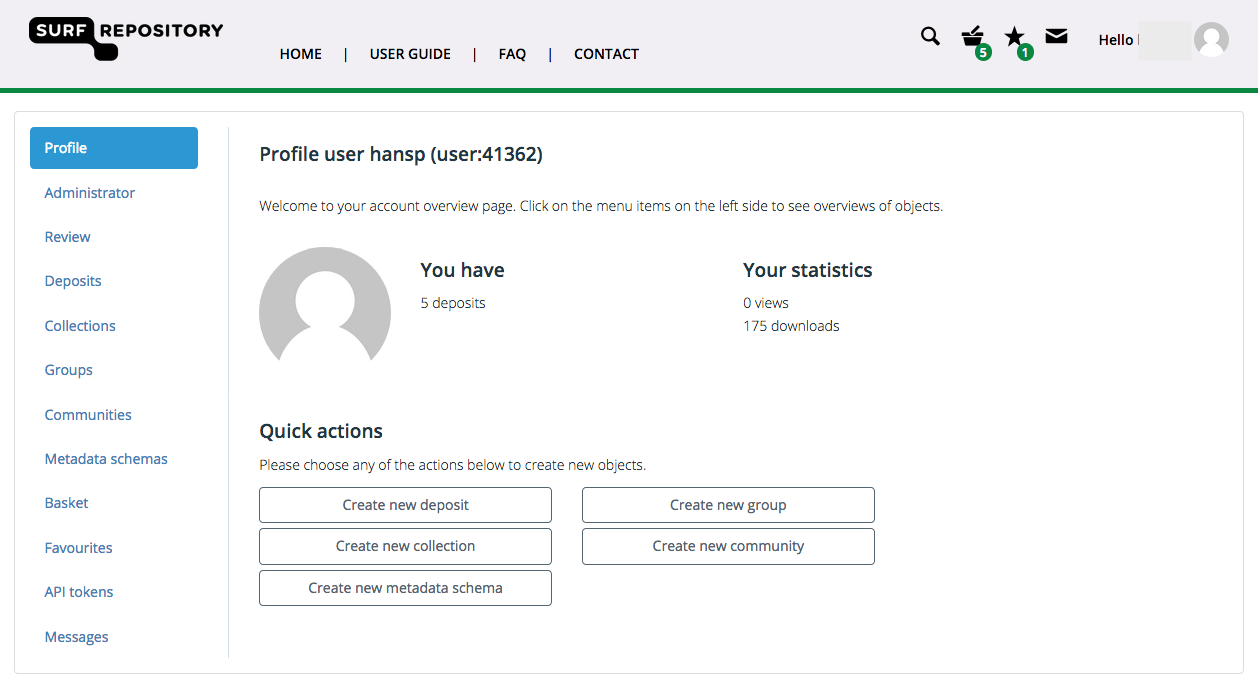 SURF REPOSITORY
HOME | USER GUIDE | FAQ | CONTACT
5
1
Hello
Profile
Administrator
Review
Deposits
Collections
Groups
Communities
Metadata schemas
Basket
Favourites
API tokens
Messages
Profile user hansp (user:41362)
Welcome to your account overview page. Click on the menu items on the left side to see overviews of objects.
You have
5 deposits
Your statistics
0 views
175 downloads
Quick actions
Please choose any of the actions below to create new objects.
Create new deposit
Create new group
Create new collection
Create new community
Create new metadata schema